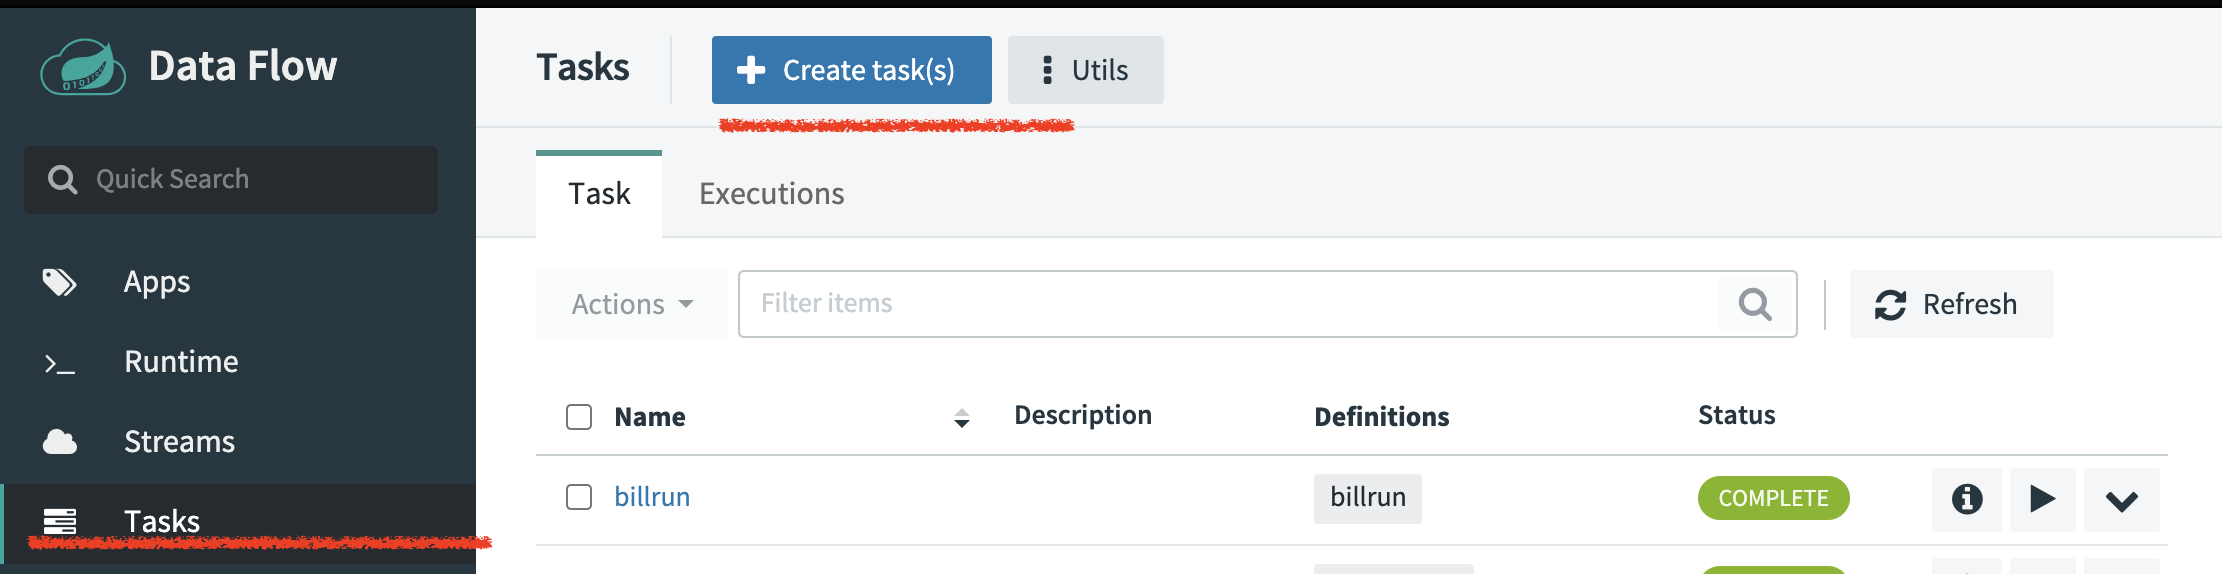 Data Flow
Quick Search
Apps
Runtime
Streams
Tasks
Tasks
Create task(s)
Utils
Task
Executions
Actions
Filter items
Refresh
Name
Description
Definitions
Status
billrun
billrun
COMPLETE